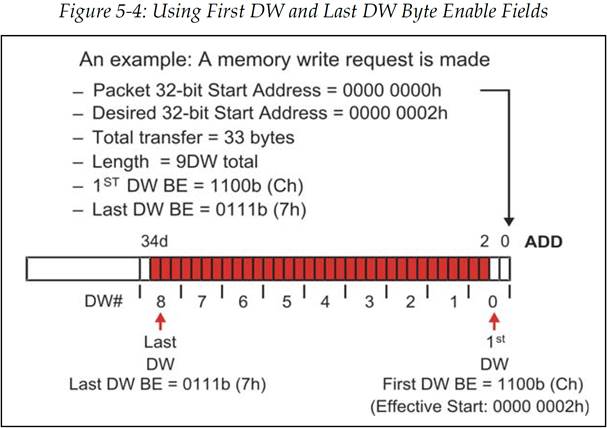 Figure 5-4: Using First DW and Last DW Byte Enable Fields
An example: A memory write request is made
– Packet 32-bit Start Address = 0000 0000h
– Desired 32-bit Start Address = 0000 0002h
– Total transfer = 33 bytes
– Length = 9DW total
– 1ST DW BE = 1100b (Ch)
– Last DW BE = 0111b (7h)
34d 2 0 ADD
DW# 8 7 6 5 4 3 2 1 0
Last 1st
DW DW
Last DW BE = 0111b (7h) First DW BE = 1100b (Ch)
(Effective Start: 0000 0002h)